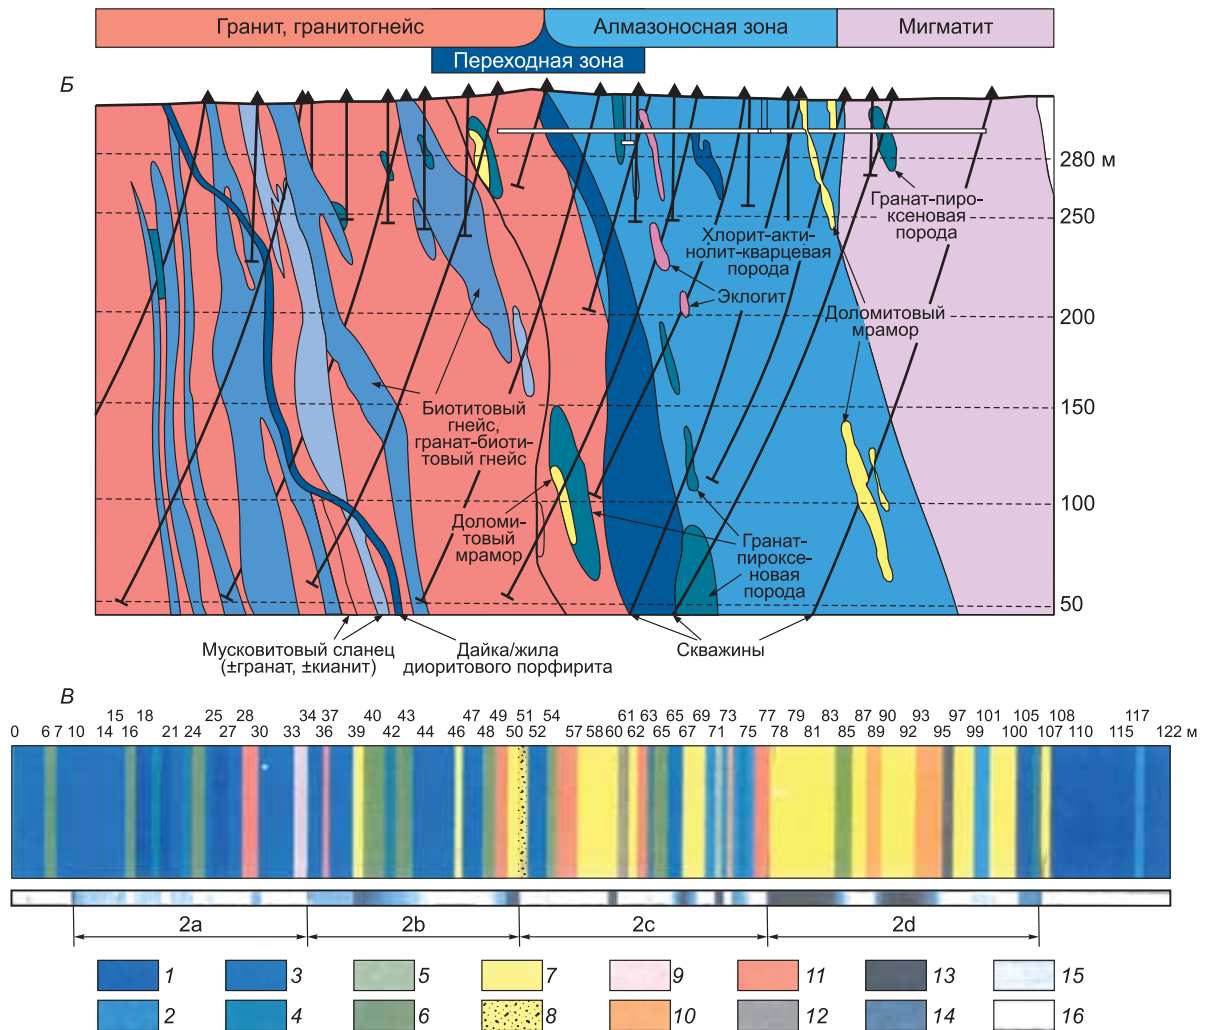 Гранит, гранитогнейс
Алмазоносная зона
Мигматит
Переходная зона
Б
280 м
250
200
150
100
50
Гранат-пиро-
ксеновая
порода
Хлорит-акти-
нолит-кварцевая
порода
Эклогит
Доломитовый
мрамор
Биотитовый
гнейс,
гранат-биоти-
товый гнейс
Доломи-
товый
мрамор
Гранат-
пироксе-
новая
порода
Мусковитовый сланец
(±гранат, ±кианит)
Дайка/жила
диоритового порфирита
Скважины
В
15 18 25 28 34 37 40 43 47 49 51 54 61 63 65 69 73 77 79 83 87 90 93 97 101 105 108 117
0 6 7 10 14 16 21 23 27 30 33 36 39 42 44 46 50 52 57 58 60 62 64 67 71 75 78 81 85 89 92 95 99 100 107 110 115 122 м
2a 2b 2c 2d
1 3 5 7 9 11 13 15
2 4 6 8 10 12 14 16